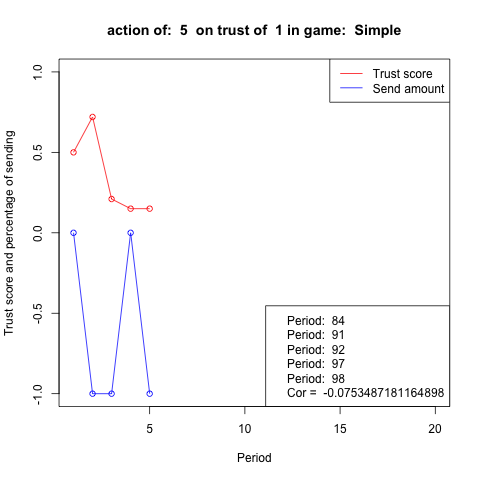 action of:  5  on trust of  1 in game:  Simple
Trust score
Send amount
Trust score and percentage of sending
1.0
0.5
0.0
-0.5
-1.0
Period:  84
Period:  91
Period:  92
Period:  97
Period:  98
Cor =  -0.0753487181164898
5
10
15
20
Period